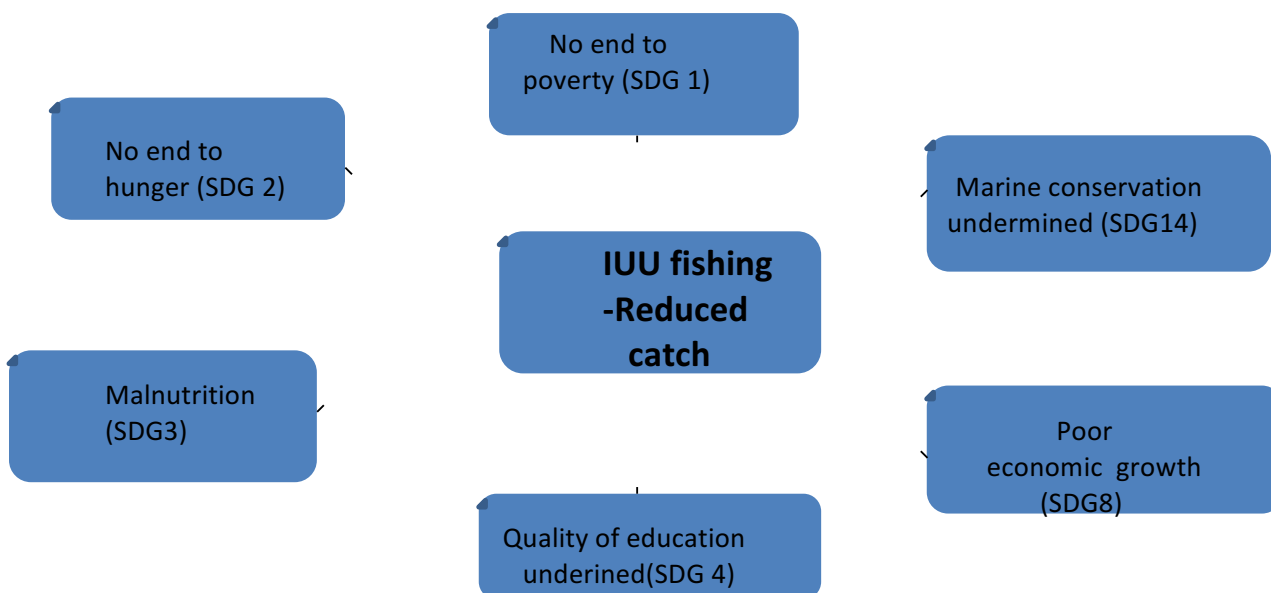 No end to
poverty (SDG 1)
No end to
hunger (SDG 2)
Marine conservation
undermined (SDG14)
IUU fishing
-Reduced
catch
Malnutrition
(SDG3)
Poor
economic growth
(SDG8)
Quality of education
underined(SDG 4)